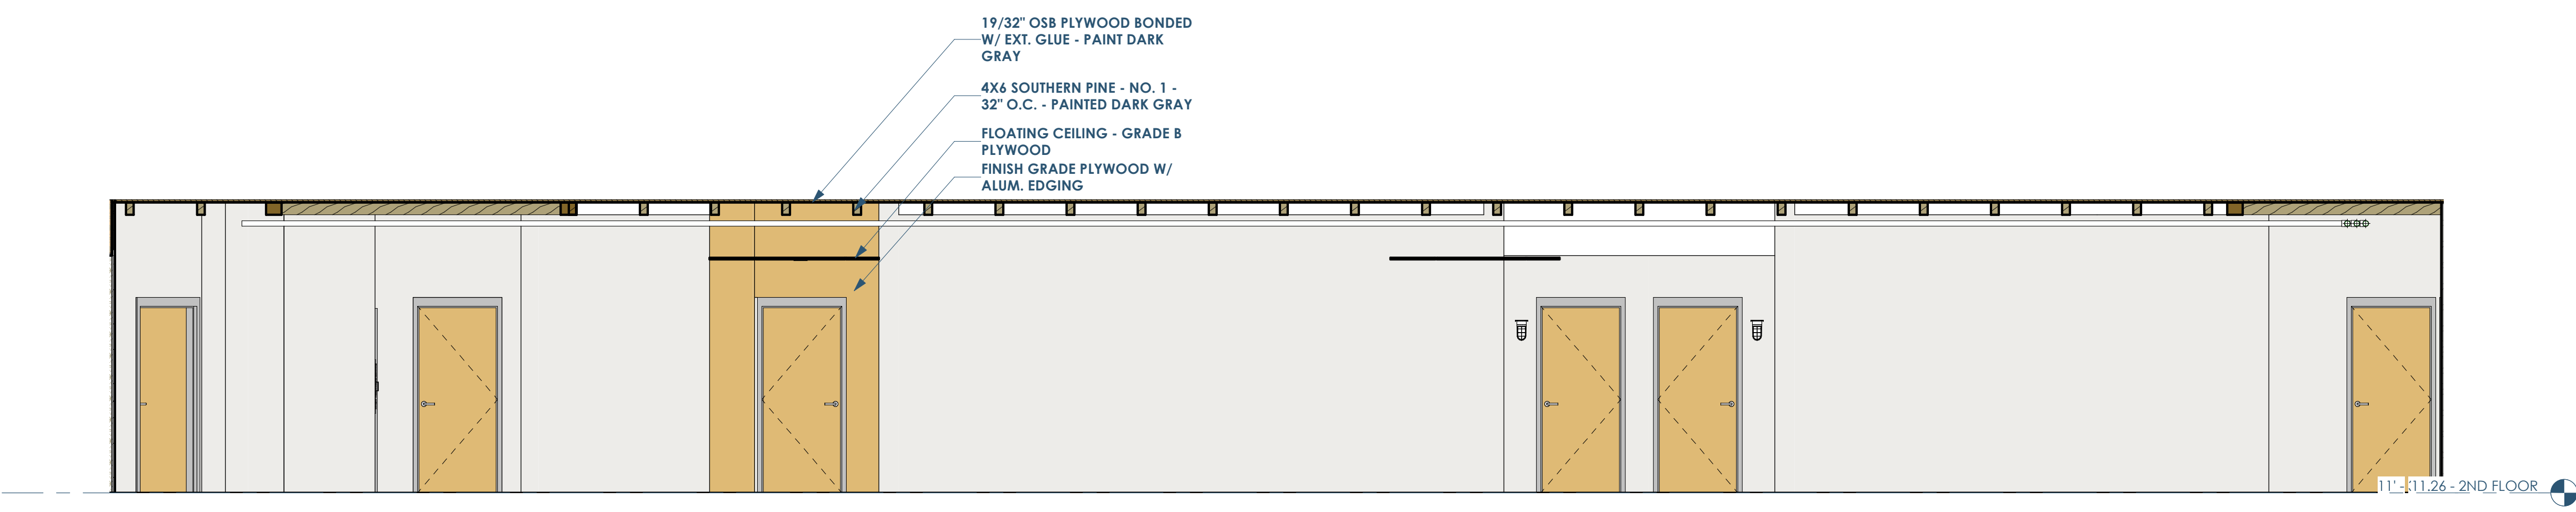 19/32" OSB PLYWOOD BONDED
W/ EXT. GLUE - PAINT DARK
GRAY
4X6 SOUTHERN PINE - NO. 1 -
32" O.C. - PAINTED DARK GRAY
FLOATING CEILING - GRADE B
PLYWOOD
FINISH GRADE PLYWOOD W/
ALUM. EDGING
11' - 11.26 - 2ND FLOOR